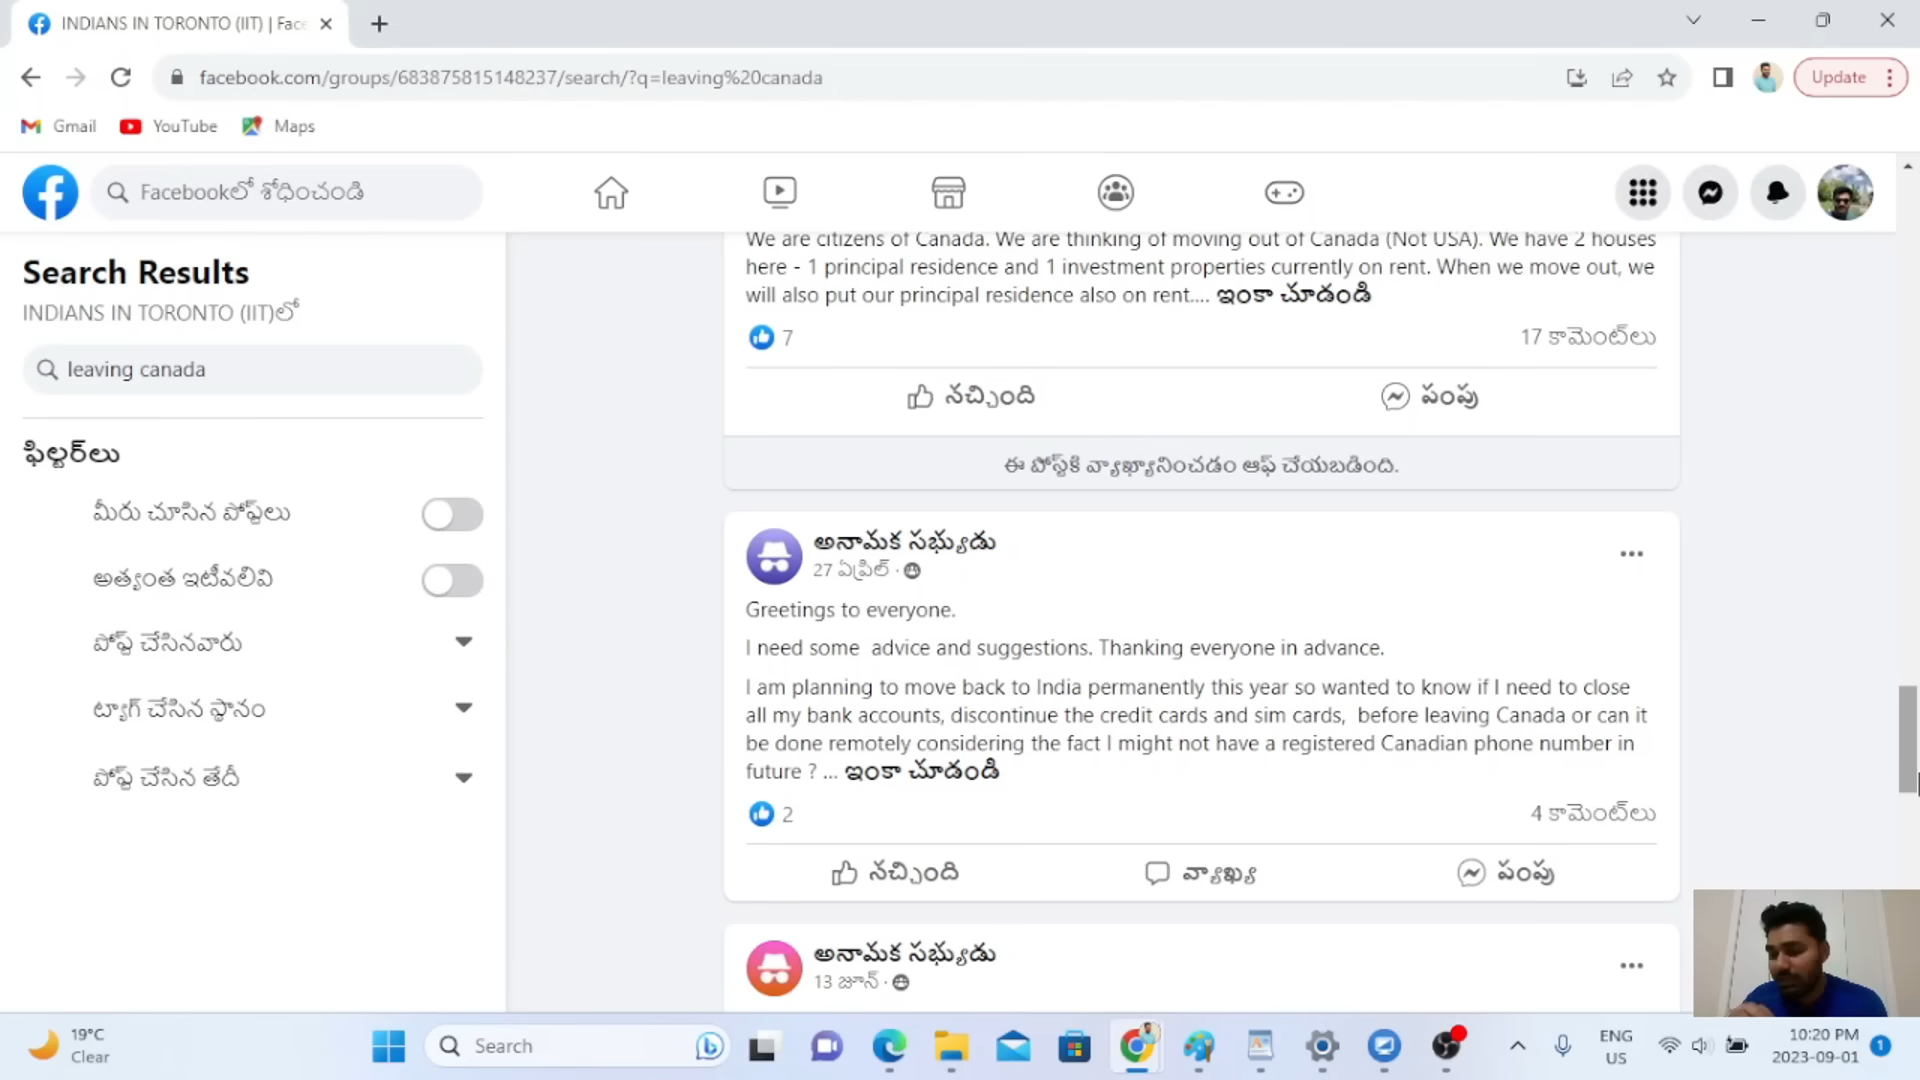 INDIANS IN TORONTO (IIT) | Face
facebook.com/groups/683875815148237/search/?q=leaving%20canada
Update
Gmail
YouTube
Maps
Facebookలో శోధించండి
Search Results
INDIANS IN TORONTO (IIT)లో
leaving canada
ఫిల్టర్‌లు
మీరు చూసిన పోస్ట్‌లు
అత్యంత ఇటీవలివి
పోస్ట్ చేసినవారు
ట్యాగ్ చేసిన స్థానం
పోస్ట్ చేసిన తేదీ
We are citizens of Canada. We are thinking of moving out of Canada (Not USA). We have 2 houses
here - 1 principal residence and 1 investment properties currently on rent. When we move out, we
will also put our principal residence also on rent.... ఇంకా చూడండి
7
17 కామెంట్‌లు
నచ్చింది
పంపు
ఈ పోస్ట్‌కి వ్యాఖ్యానించడం ఆఫ్ చేయబడింది.
అనామక సభ్యుడు
27 ఏప్రిల్ ·
Greetings to everyone.
I need some advice and suggestions. Thanking everyone in advance.
I am planning to move back to India permanently this year so wanted to know if I need to close
all my bank accounts, discontinue the credit cards and sim cards, before leaving Canada or can it
be done remotely considering the fact I might not have a registered Canadian phone number in
future ? ... ఇంకా చూడండి
2
4 కామెంట్‌లు
నచ్చింది
వ్యాఖ్య
పంపు
అనామక సభ్యుడు
13 జూన్ ·
19°C
Clear
Search
ENG
US
10:20 PM
2023-09-01
1